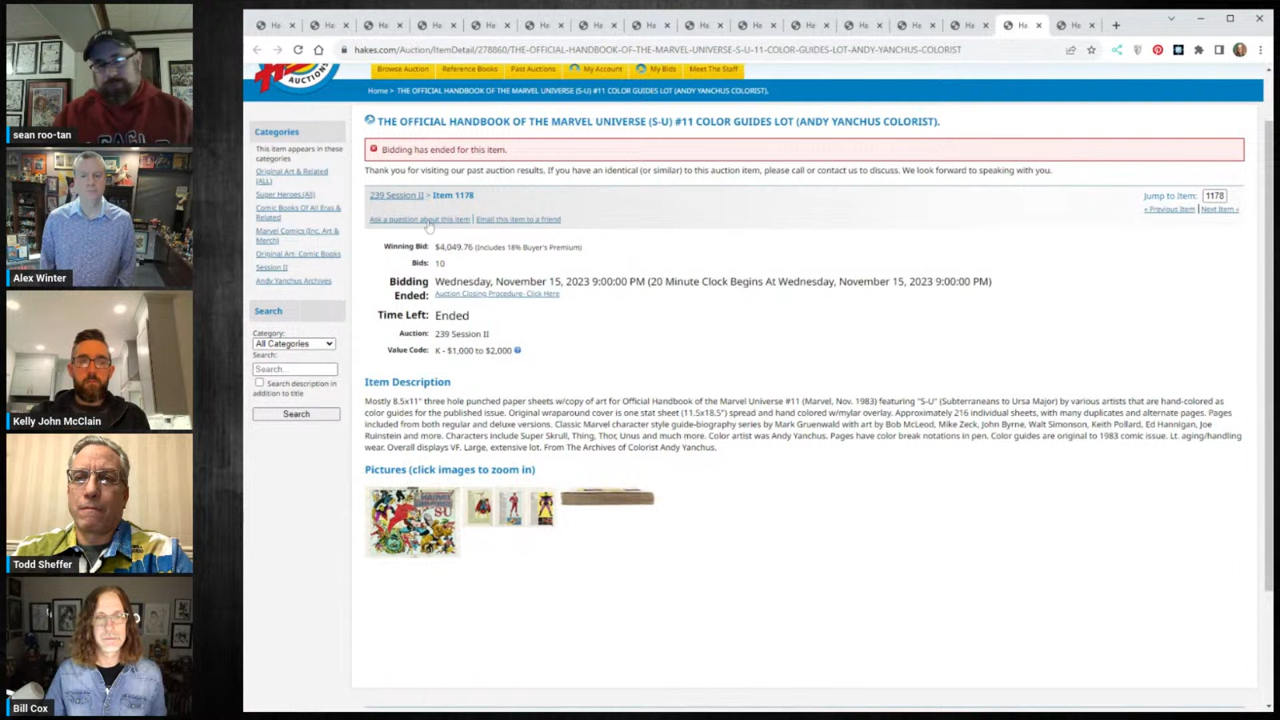 sean roo-tan
Alex Winter
Kelly John McClain
Todd Sheffer
Bill Cox
Ha Ha Ha Ha Ha Ha Ha Ha Ha Ha Ha Ha Ha Ha Ha Ha
hakes.com/Auction/ItemDetail/278860/THE-OFFICIAL-HANDBOOK-OF-THE-MARVEL-UNIVERSE-S-U-11-COLOR-GUIDES-LOT-ANDY-YANCHUS-COLORIST
AUCTIONS
Browse Auction Reference Books Past Auctions My Account My Bids Meet The Staff
Home > THE OFFICIAL HANDBOOK OF THE MARVEL UNIVERSE (S-U) #11 COLOR GUIDES LOT (ANDY YANCHUS COLORIST).
Categories
This item appears in these
categories
Original Art & Related
(ALL)
Super Heroes (All)
Comic Books Of All Eras &
Related
Marvel Comics (Inc. Art &
Merch)
Original Art- Comic Books
Session II
Andy Yanchus Archives
Search
Category:
All Categories
Search:
Search...
Search description in
addition to title
Search
THE OFFICIAL HANDBOOK OF THE MARVEL UNIVERSE (S-U) #11 COLOR GUIDES LOT (ANDY YANCHUS COLORIST).
Bidding has ended for this item.
Thank you for visiting our past auction results. If you have an identical (or similar) to this auction item, please call or contact us to discuss. We look forward to speaking with you.
239 Session II > Item 1178
Jump to Item: 1178
« Previous Item | Next Item »
Ask a question about this item | Email this item to a friend
Winning Bid: $4,049.76 (Includes 18% Buyer's Premium)
Bids: 10
Bidding Ended: Wednesday, November 15, 2023 9:00:00 PM (20 Minute Clock Begins At Wednesday, November 15, 2023 9:00:00 PM)
Auction Closing Procedure- Click Here
Time Left: Ended
Auction: 239 Session II
Value Code: K - $1,000 to $2,000
Item Description
Mostly 8.5x11" three hole punched paper sheets w/copy of art for Official Handbook of the Marvel Universe #11 (Marvel, Nov. 1983) featuring "S-U" (Subterraneans to Ursa Major) by various artists that are hand-colored as
color guides for the published issue. Original wraparound cover is one stat sheet (11.5x18.5") spread and hand colored w/mylar overlay. Approximately 216 individual sheets, with many duplicates and alternate pages. Pages
included from both regular and deluxe versions. Classic Marvel character style guide-biography series by Mark Gruenwald with art by Bob McLeod, Mike Zeck, John Byrne, Walt Simonson, Keith Pollard, Ed Hannigan, Joe
Ruinstein and more. Characters include Super Skrull, Thing, Thor, Unus and much more. Color artist was Andy Yanchus. Pages have color break notations in pen. Color guides are original to 1983 comic issue. Lt. aging/handling
wear. Overall displays VF. Large, extensive lot. From The Archives of Colorist Andy Yanchus.
Pictures (click images to zoom in)